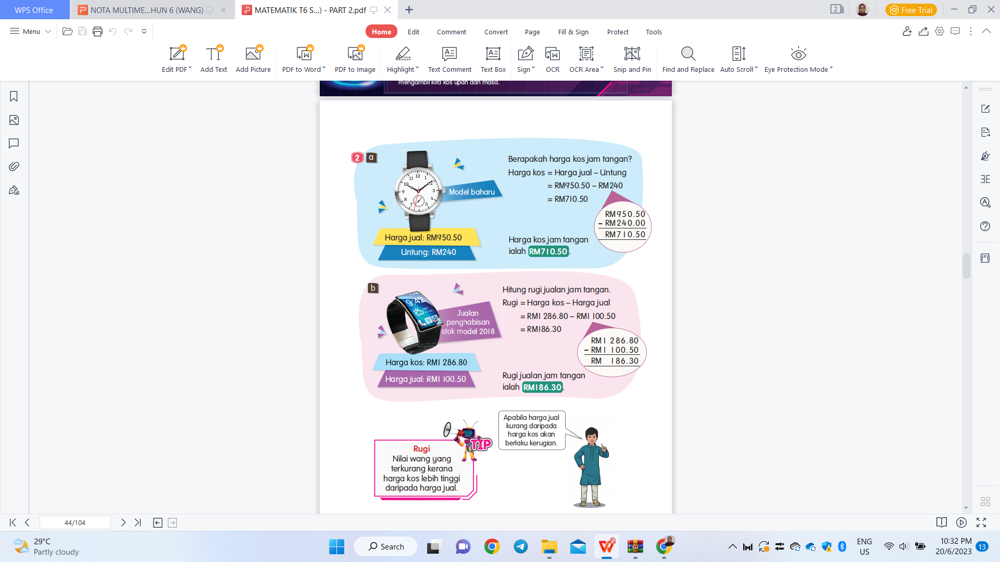 WPS Office
NOTA MULTIME...HUN 6 (WANG)
MATEMATIK T6 S...) - PART 2.pdf
2
Free Trial
Menu
Home
Edit
Comment
Convert
Page
Fill & Sign
Protect
Tools
Edit PDF
Add Text
Add Picture
PDF to Word
PDF to Image
Highlight
Text Comment
Text Box
Sign
OCR
OCR Area
Snip and Pin
Find and Replace
Auto Scroll
Eye Protection Mode
mengambil kira kos upah dan masa.
2 a
Model baharu
Harga jual: RM950.50
Untung: RM240
Berapakah harga kos jam tangan?
Harga kos = Harga jual – Untung
= RM950.50 – RM240
= RM710.50
RM950.50
– RM240.00
RM710.50
Harga kos jam tangan
ialah RM710.50.
b
9:42
Jualan
penghabisan
stok model 2018
Harga kos: RM1 286.80
Harga jual: RM1 100.50
Hitung rugi jualan jam tangan.
Rugi = Harga kos – Harga jual
= RM1 286.80 – RM1 100.50
= RM186.30
RM1 286.80
– RM1 100.50
RM 186.30
Rugi jualan jam tangan
ialah RM186.30.
Apabila harga jual
kurang daripada
harga kos akan
berlaku kerugian.
TIP
Rugi
Nilai wang yang
terkurang kerana
harga kos lebih tinggi
daripada harga jual.
44/104
29°C
Partly cloudy
Search
ENG
US
10:32 PM
20/6/2023
13